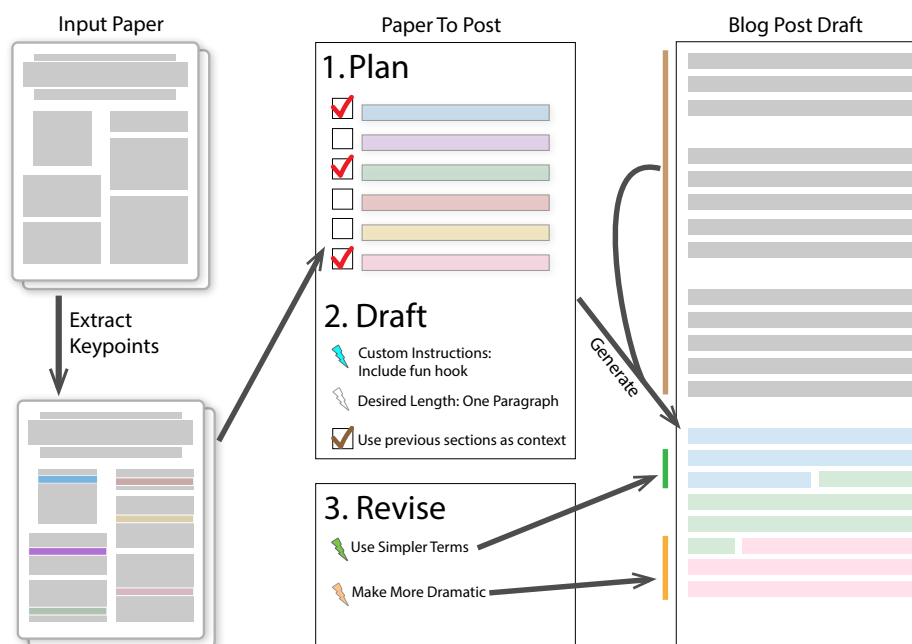 Input Paper
Paper To Post
Blog Post Draft
Extract
Keypoints
1. Plan
2. Draft
Custom Instructions:
Include fun hook
Desired Length: One Paragraph
Use previous sections as context
Generate
3. Revise
Use Simpler Terms
Make More Dramatic